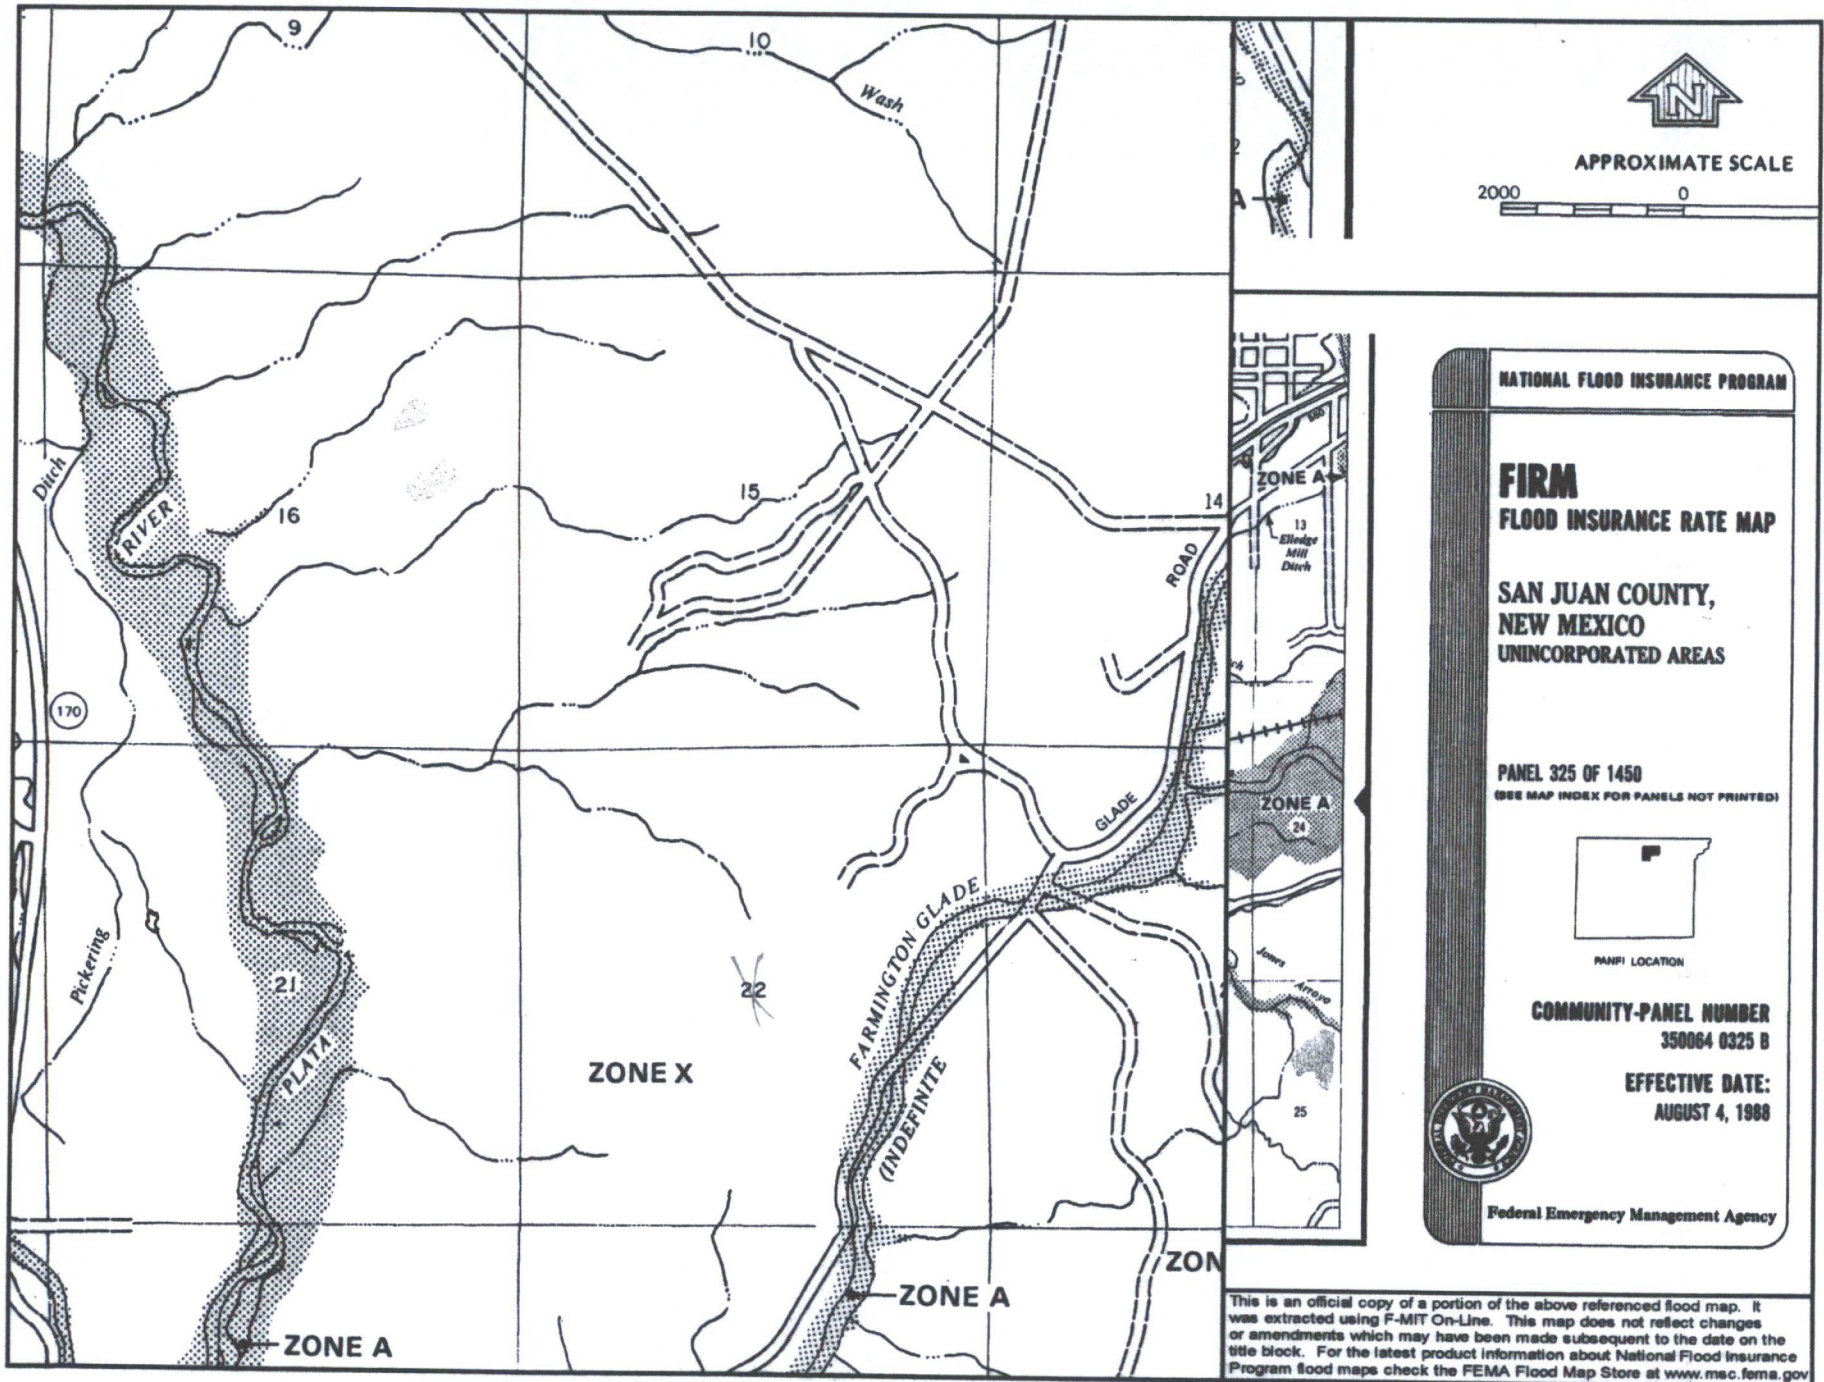 9
10
Wash
Ditch
RIVER
16
15
14
ROAD
170
GLADE
Pickering
21
PLATA
22
ZONE X
FARMINGTON GLADE
(INDEFINITE
ZONE A
ZONE A
ZON
A
ZONE A
13
Elledge
Mill
Ditch
ZONE A
24
Jones
Arroyo
25
N
APPROXIMATE SCALE
2000 0
NATIONAL FLOOD INSURANCE PROGRAM
FIRM
FLOOD INSURANCE RATE MAP
SAN JUAN COUNTY,
NEW MEXICO
UNINCORPORATED AREAS
PANEL 325 OF 1450
(SEE MAP INDEX FOR PANELS NOT PRINTED)
PANEL LOCATION
COMMUNITY-PANEL NUMBER
350064 0325 B
EFFECTIVE DATE:
AUGUST 4, 1988
Federal Emergency Management Agency
This is an official copy of a portion of the above referenced flood map. It
was extracted using F-MIT On-Line. This map does not reflect changes
or amendments which may have been made subsequent to the date on the
title block. For the latest product information about National Flood Insurance
Program flood maps check the FEMA Flood Map Store at www.msc.fema.gov